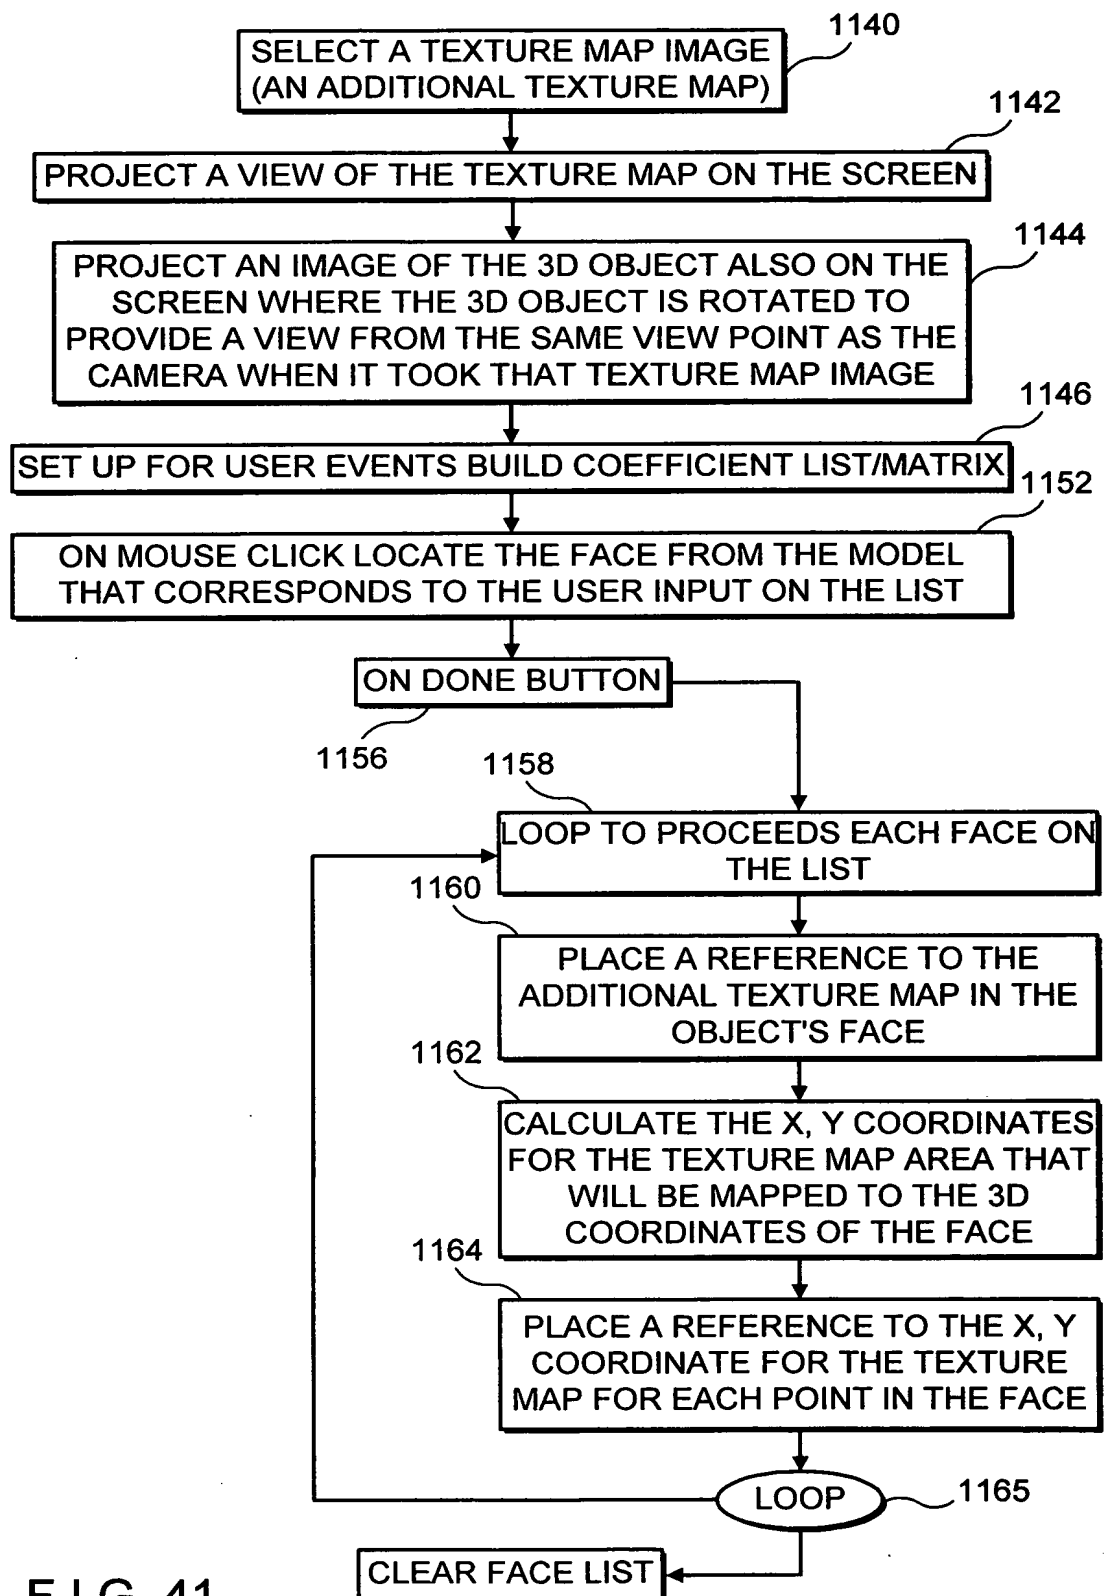 1140
SELECT A TEXTURE MAP IMAGE
(AN ADDITIONAL TEXTURE MAP)
1142
PROJECT A VIEW OF THE TEXTURE MAP ON THE SCREEN
1144
PROJECT AN IMAGE OF THE 3D OBJECT ALSO ON THE
SCREEN WHERE THE 3D OBJECT IS ROTATED TO
PROVIDE A VIEW FROM THE SAME VIEW POINT AS THE
CAMERA WHEN IT TOOK THAT TEXTURE MAP IMAGE
1146
SET UP FOR USER EVENTS BUILD COEFFICIENT LIST/MATRIX
1152
ON MOUSE CLICK LOCATE THE FACE FROM THE MODEL
THAT CORRESPONDS TO THE USER INPUT ON THE LIST
ON DONE BUTTON
1156
1158
LOOP TO PROCEEDS EACH FACE ON
THE LIST
1160
PLACE A REFERENCE TO THE
ADDITIONAL TEXTURE MAP IN THE
OBJECT'S FACE
1162
CALCULATE THE X, Y COORDINATES
FOR THE TEXTURE MAP AREA THAT
WILL BE MAPPED TO THE 3D
COORDINATES OF THE FACE
1164
PLACE A REFERENCE TO THE X, Y
COORDINATE FOR THE TEXTURE
MAP FOR EACH POINT IN THE FACE
LOOP
1165
CLEAR FACE LIST
FIG. 41